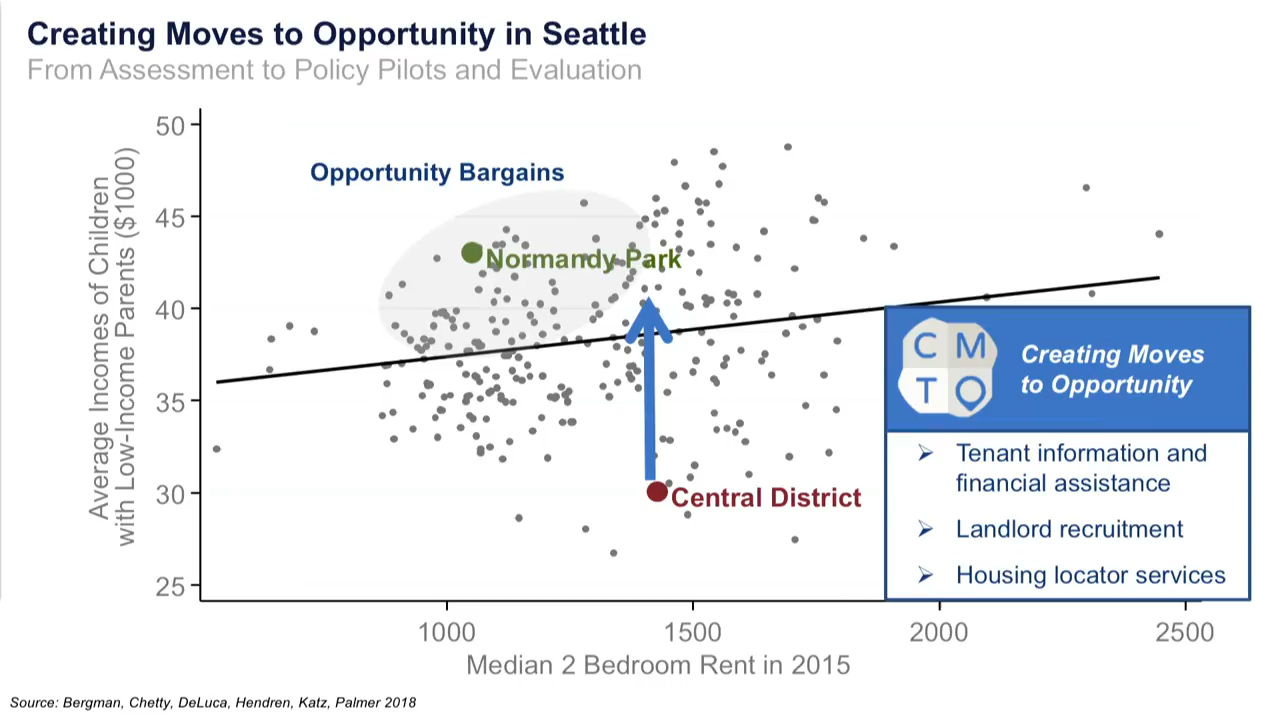 Creating Moves to Opportunity in Seattle
From Assessment to Policy Pilots and Evaluation
Average Incomes of Children
with Low-Income Parents ($1000)
50
45
40
35
30
25
Opportunity Bargains
Normandy Park
Central District
C M
T O
Creating Moves
to Opportunity
➢ Tenant information and
financial assistance
➢ Landlord recruitment
➢ Housing locator services
1000 1500 2000 2500
Median 2 Bedroom Rent in 2015
Source: Bergman, Chetty, DeLuca, Hendren, Katz, Palmer 2018